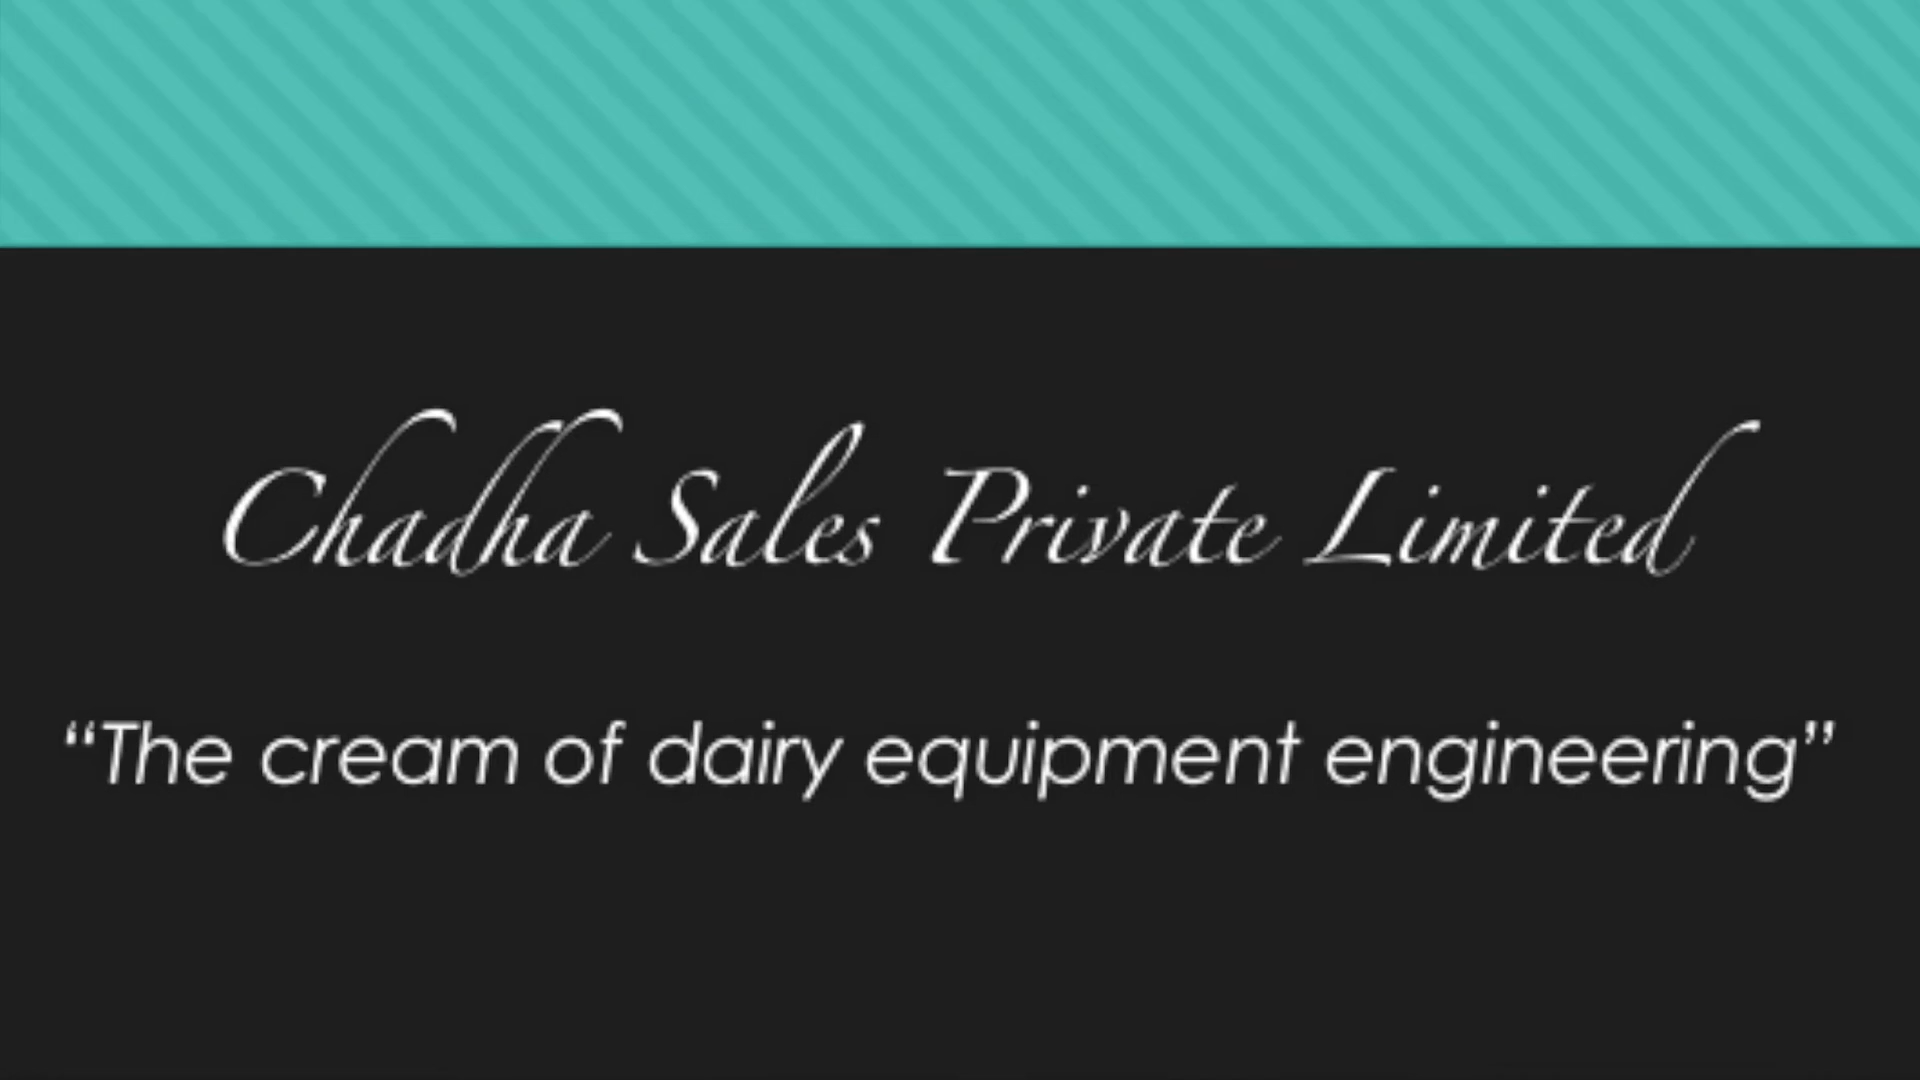 Chadha Sales Private Limited
“The cream of dairy equipment engineering”